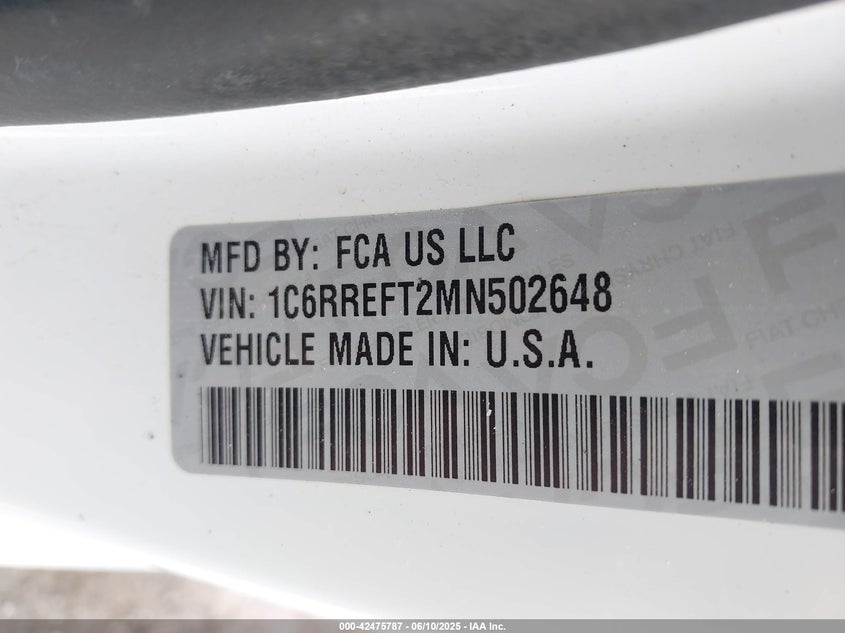 MFD BY: FCA US LLC
VIN: 1C6RREFT2MN502648
VEHICLE MADE IN: U.S.A.
000-42475787 - 06/10/2025 - IAA Inc.